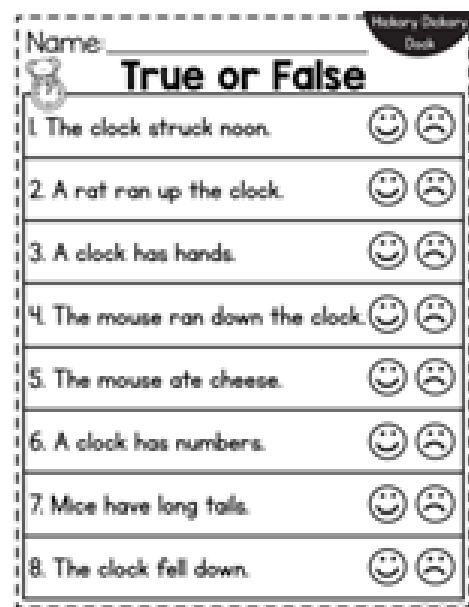 Hickory Dickory
Dock
Name:
True or False
1. The clock struck noon.
2. A rat ran up the clock.
3. A clock has hands.
4. The mouse ran down the clock.
5. The mouse ate cheese.
6. A clock has numbers.
7. Mice have long tails.
8. The clock fell down.